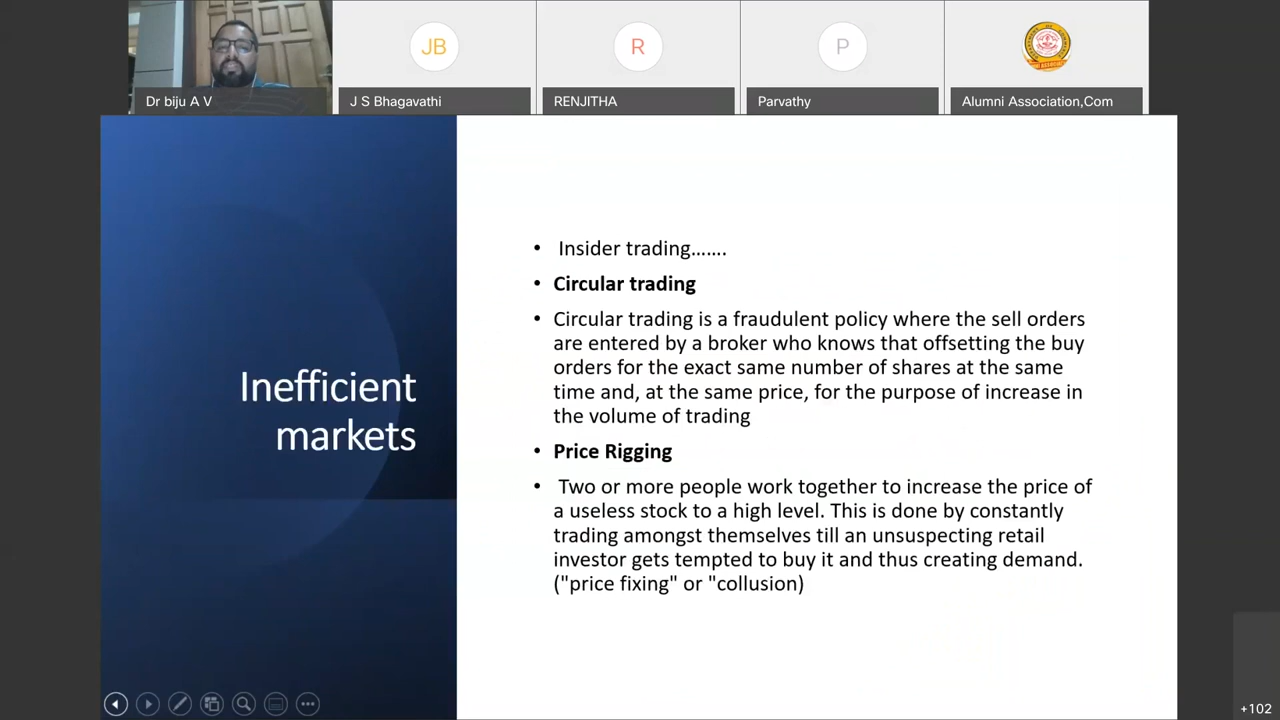 JB
R
P
Dr biju A V
J S Bhagavathi
RENJITHA
Parvathy
Alumni Association,Com
Inefficient
markets
• Insider trading.......
• Circular trading
• Circular trading is a fraudulent policy where the sell orders
are entered by a broker who knows that offsetting the buy
orders for the exact same number of shares at the same
time and, at the same price, for the purpose of increase in
the volume of trading
• Price Rigging
• Two or more people work together to increase the price of
a useless stock to a high level. This is done by constantly
trading amongst themselves till an unsuspecting retail
investor gets tempted to buy it and thus creating demand.
("price fixing" or "collusion)
+102